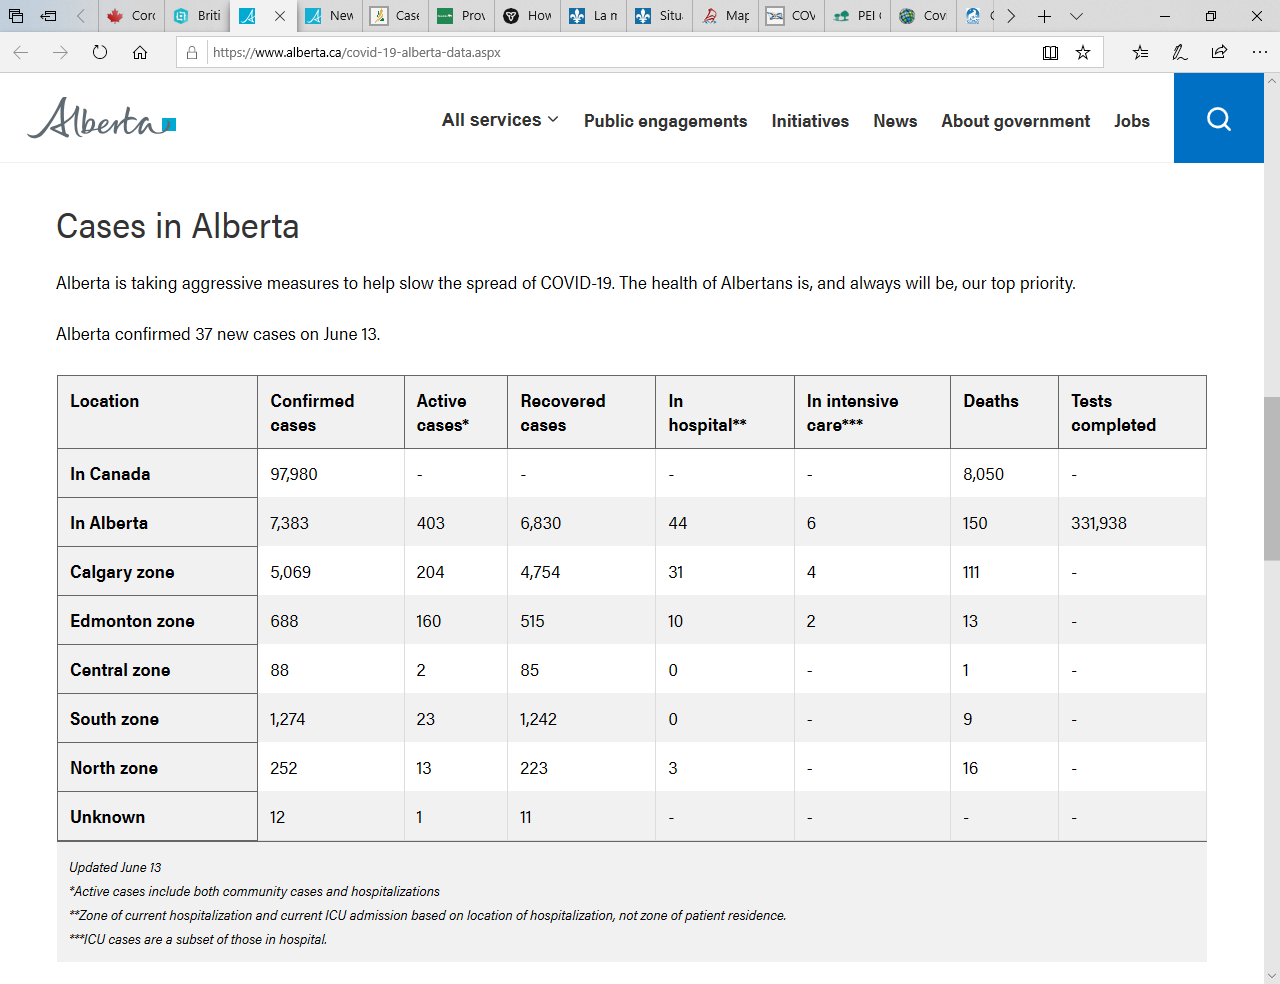 Corc
Briti
New
Case
Prov
How
La n
Situ
Map
COV
PEI
Cov
https://www.alberta.ca/covid-19-alberta-data.aspx
Alberta
All services
Public engagements
Initiatives
News
About government
Jobs
Cases in Alberta
Alberta is taking aggressive measures to help slow the spread of COVID-19. The health of Albertans is, and always will be, our top priority.
Alberta confirmed 37 new cases on June 13.
Location Confirmed cases Active cases* Recovered cases In hospital** In intensive care*** Deaths Tests completed
In Canada 97,980 - - - - 8,050 -
In Alberta 7,383 403 6,830 44 6 150 331,938
Calgary zone 5,069 204 4,754 31 4 111 -
Edmonton zone 688 160 515 10 2 13 -
Central zone 88 2 85 0 - 1 -
South zone 1,274 23 1,242 0 - 9 -
North zone 252 13 223 3 - 16 -
Unknown 12 1 11 - - - -
Updated June 13
*Active cases include both community cases and hospitalizations
**Zone of current hospitalization and current ICU admission based on location of hospitalization, not zone of patient residence.
***ICU cases are a subset of those in hospital.